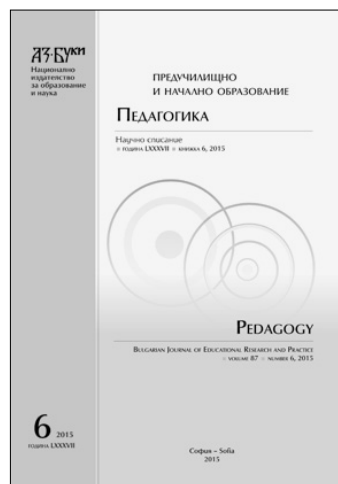 АЗ·БУКИ
Национално
издателство
за образование
и наука
ПРЕДУЧИЛИЩНО
И НАЧАЛНО ОБРАЗОВАНИЕ
ПЕДАГОГИКА
Научно списание
ГОДИНА LXXXVII КНИЖКА 6, 2015
PEDAGOGY
BULGARIAN JOURNAL OF EDUCATIONAL RESEARCH AND PRACTICE
VOLUME 87 NUMBER 6, 2015
6 2015
ГОДИНА LXXXVII
София – Sofia
2015